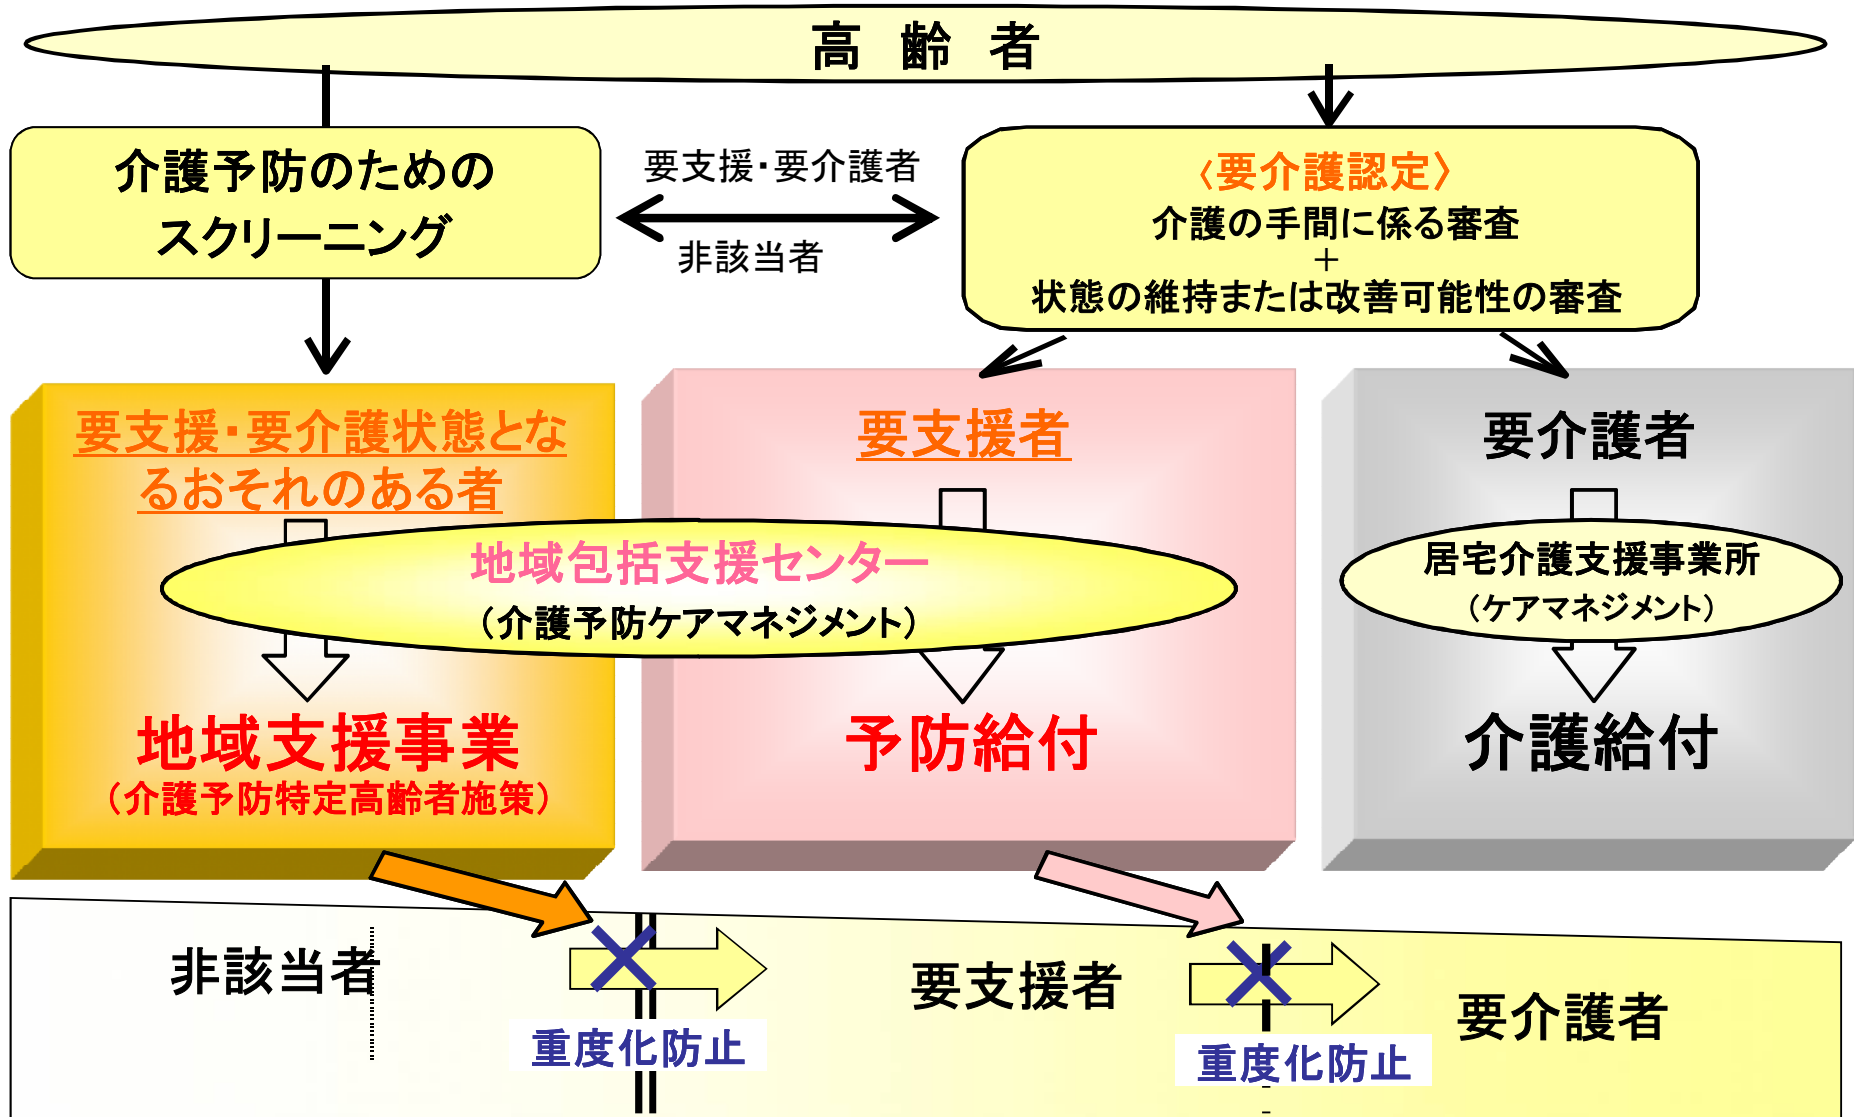 高齢者
介護予防のための
スクリーニング
要支援・要介護者
非該当者
〈要介護認定〉
介護の手間に係る審査
＋
状態の維持または改善可能性の審査
要支援・要介護状態とな
るおそれのある者
要支援者
要介護者
地域包括支援センター
（介護予防ケアマネジメント）
居宅介護支援事業所
（ケアマネジメント）
地域支援事業
（介護予防特定高齢者施策）
予防給付
介護給付
非該当者
要支援者
要介護者
重度化防止
重度化防止